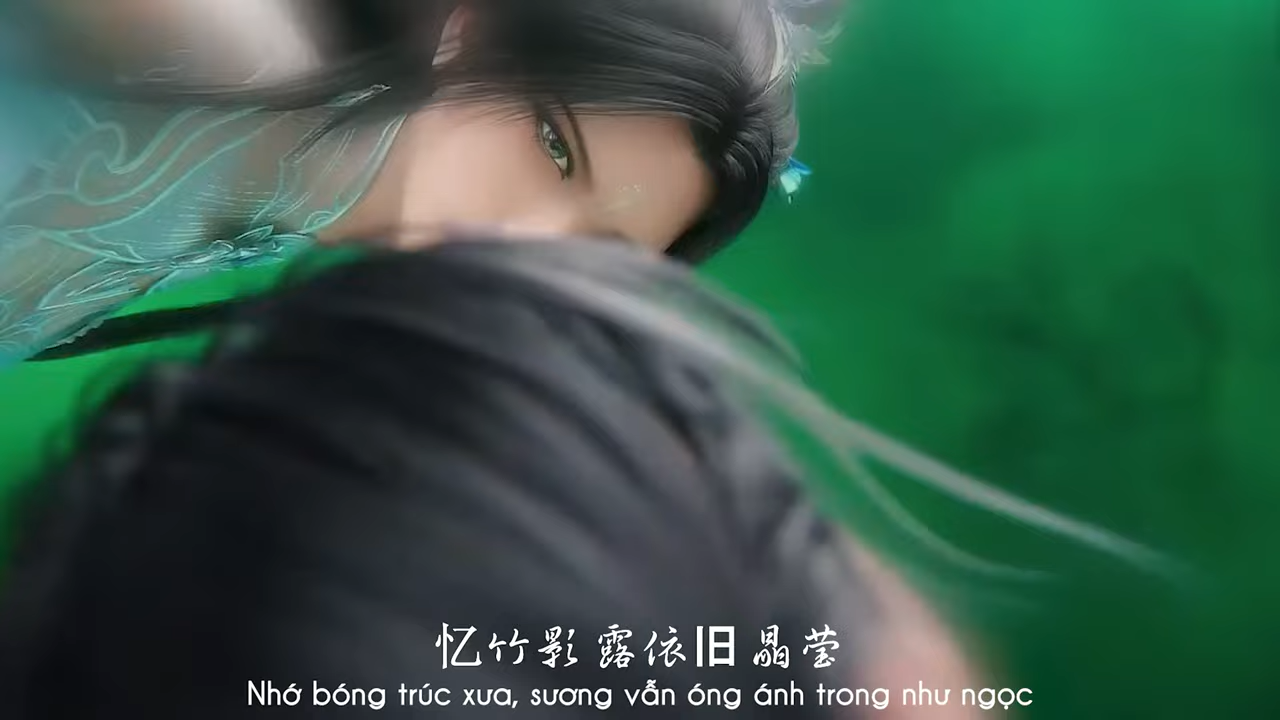 忆竹影 露依旧晶莹
Nhớ bóng trúc xưa, sương vẫn óng ánh trong như ngọc